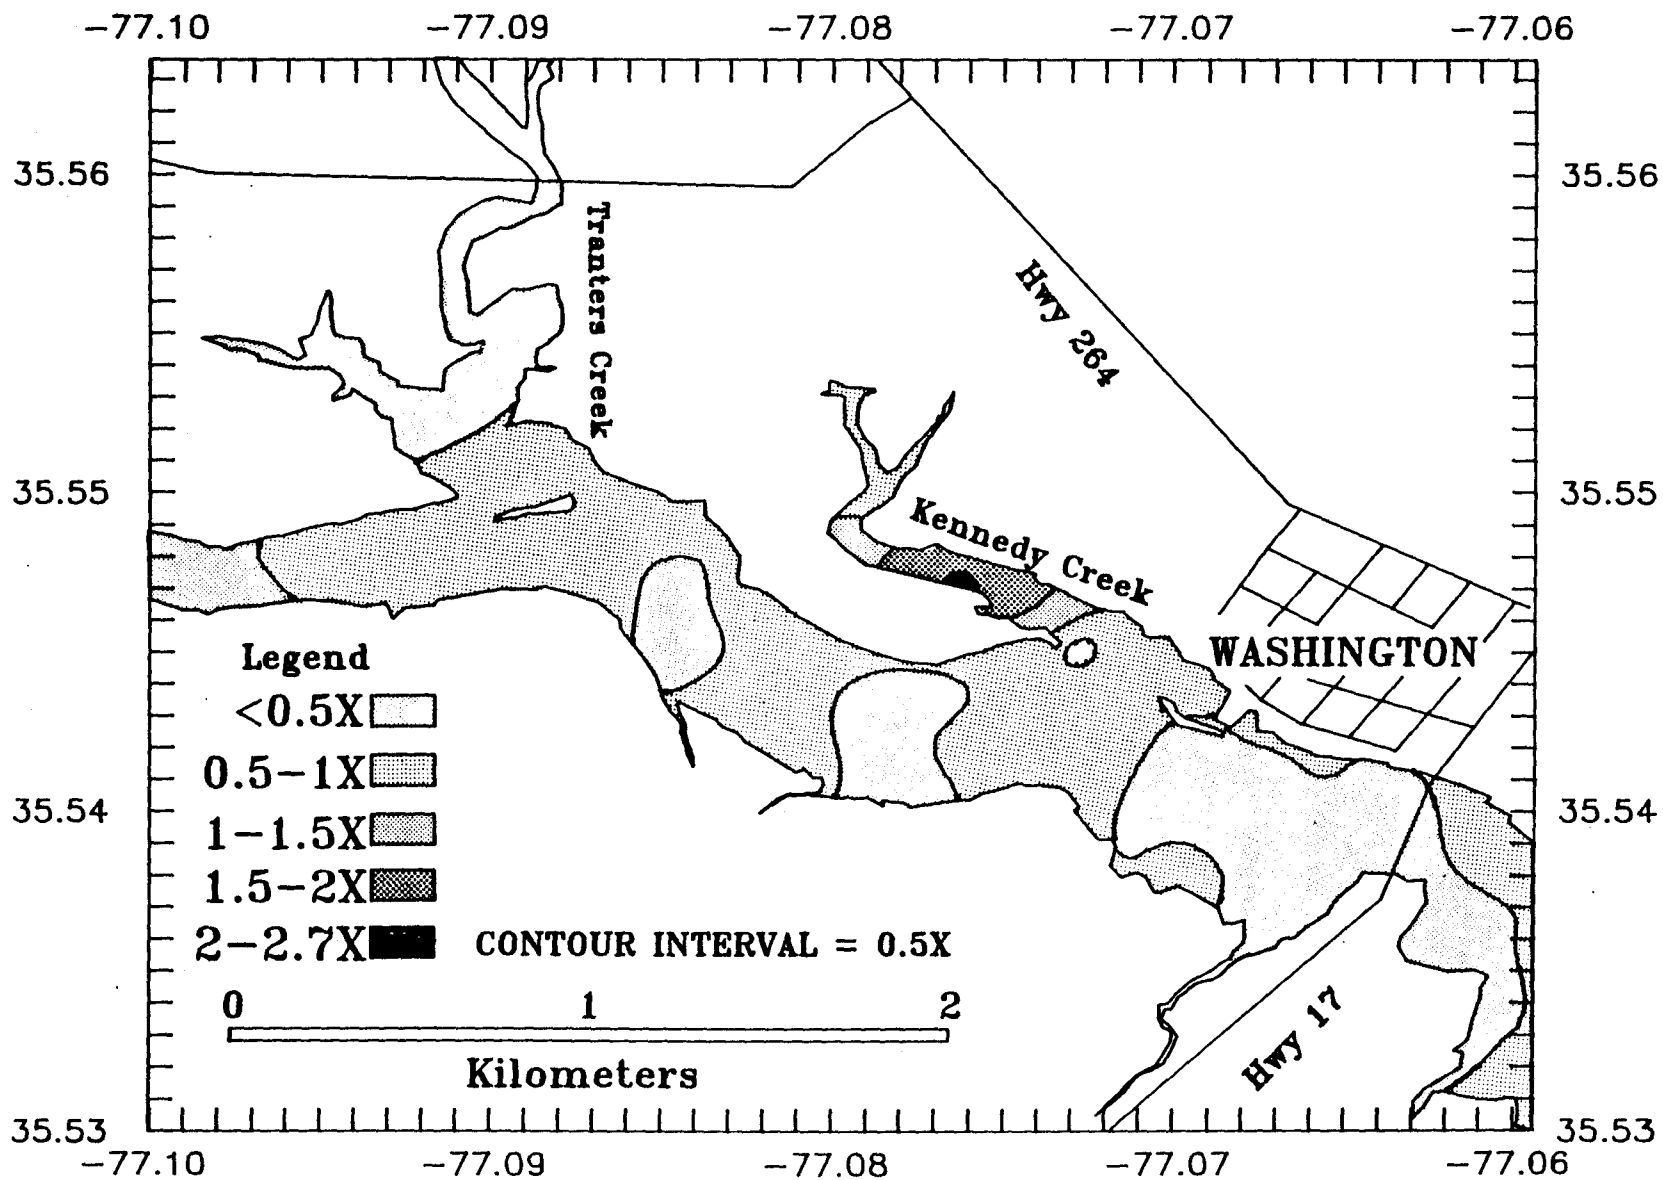 -77.10 -77.09 -77.08 -77.07 -77.06
35.56 35.56
Tranters Creek
Hwy 264
35.55 35.55
Kennedy Creek
WASHINGTON
Legend
<0.5X
0.5-1X
1-1.5X
1.5-2X
2-2.7X
35.54 35.54
CONTOUR INTERVAL = 0.5X
0 1 2
Kilometers
Hwy 17
35.53 35.53
-77.10 -77.09 -77.08 -77.07 -77.06